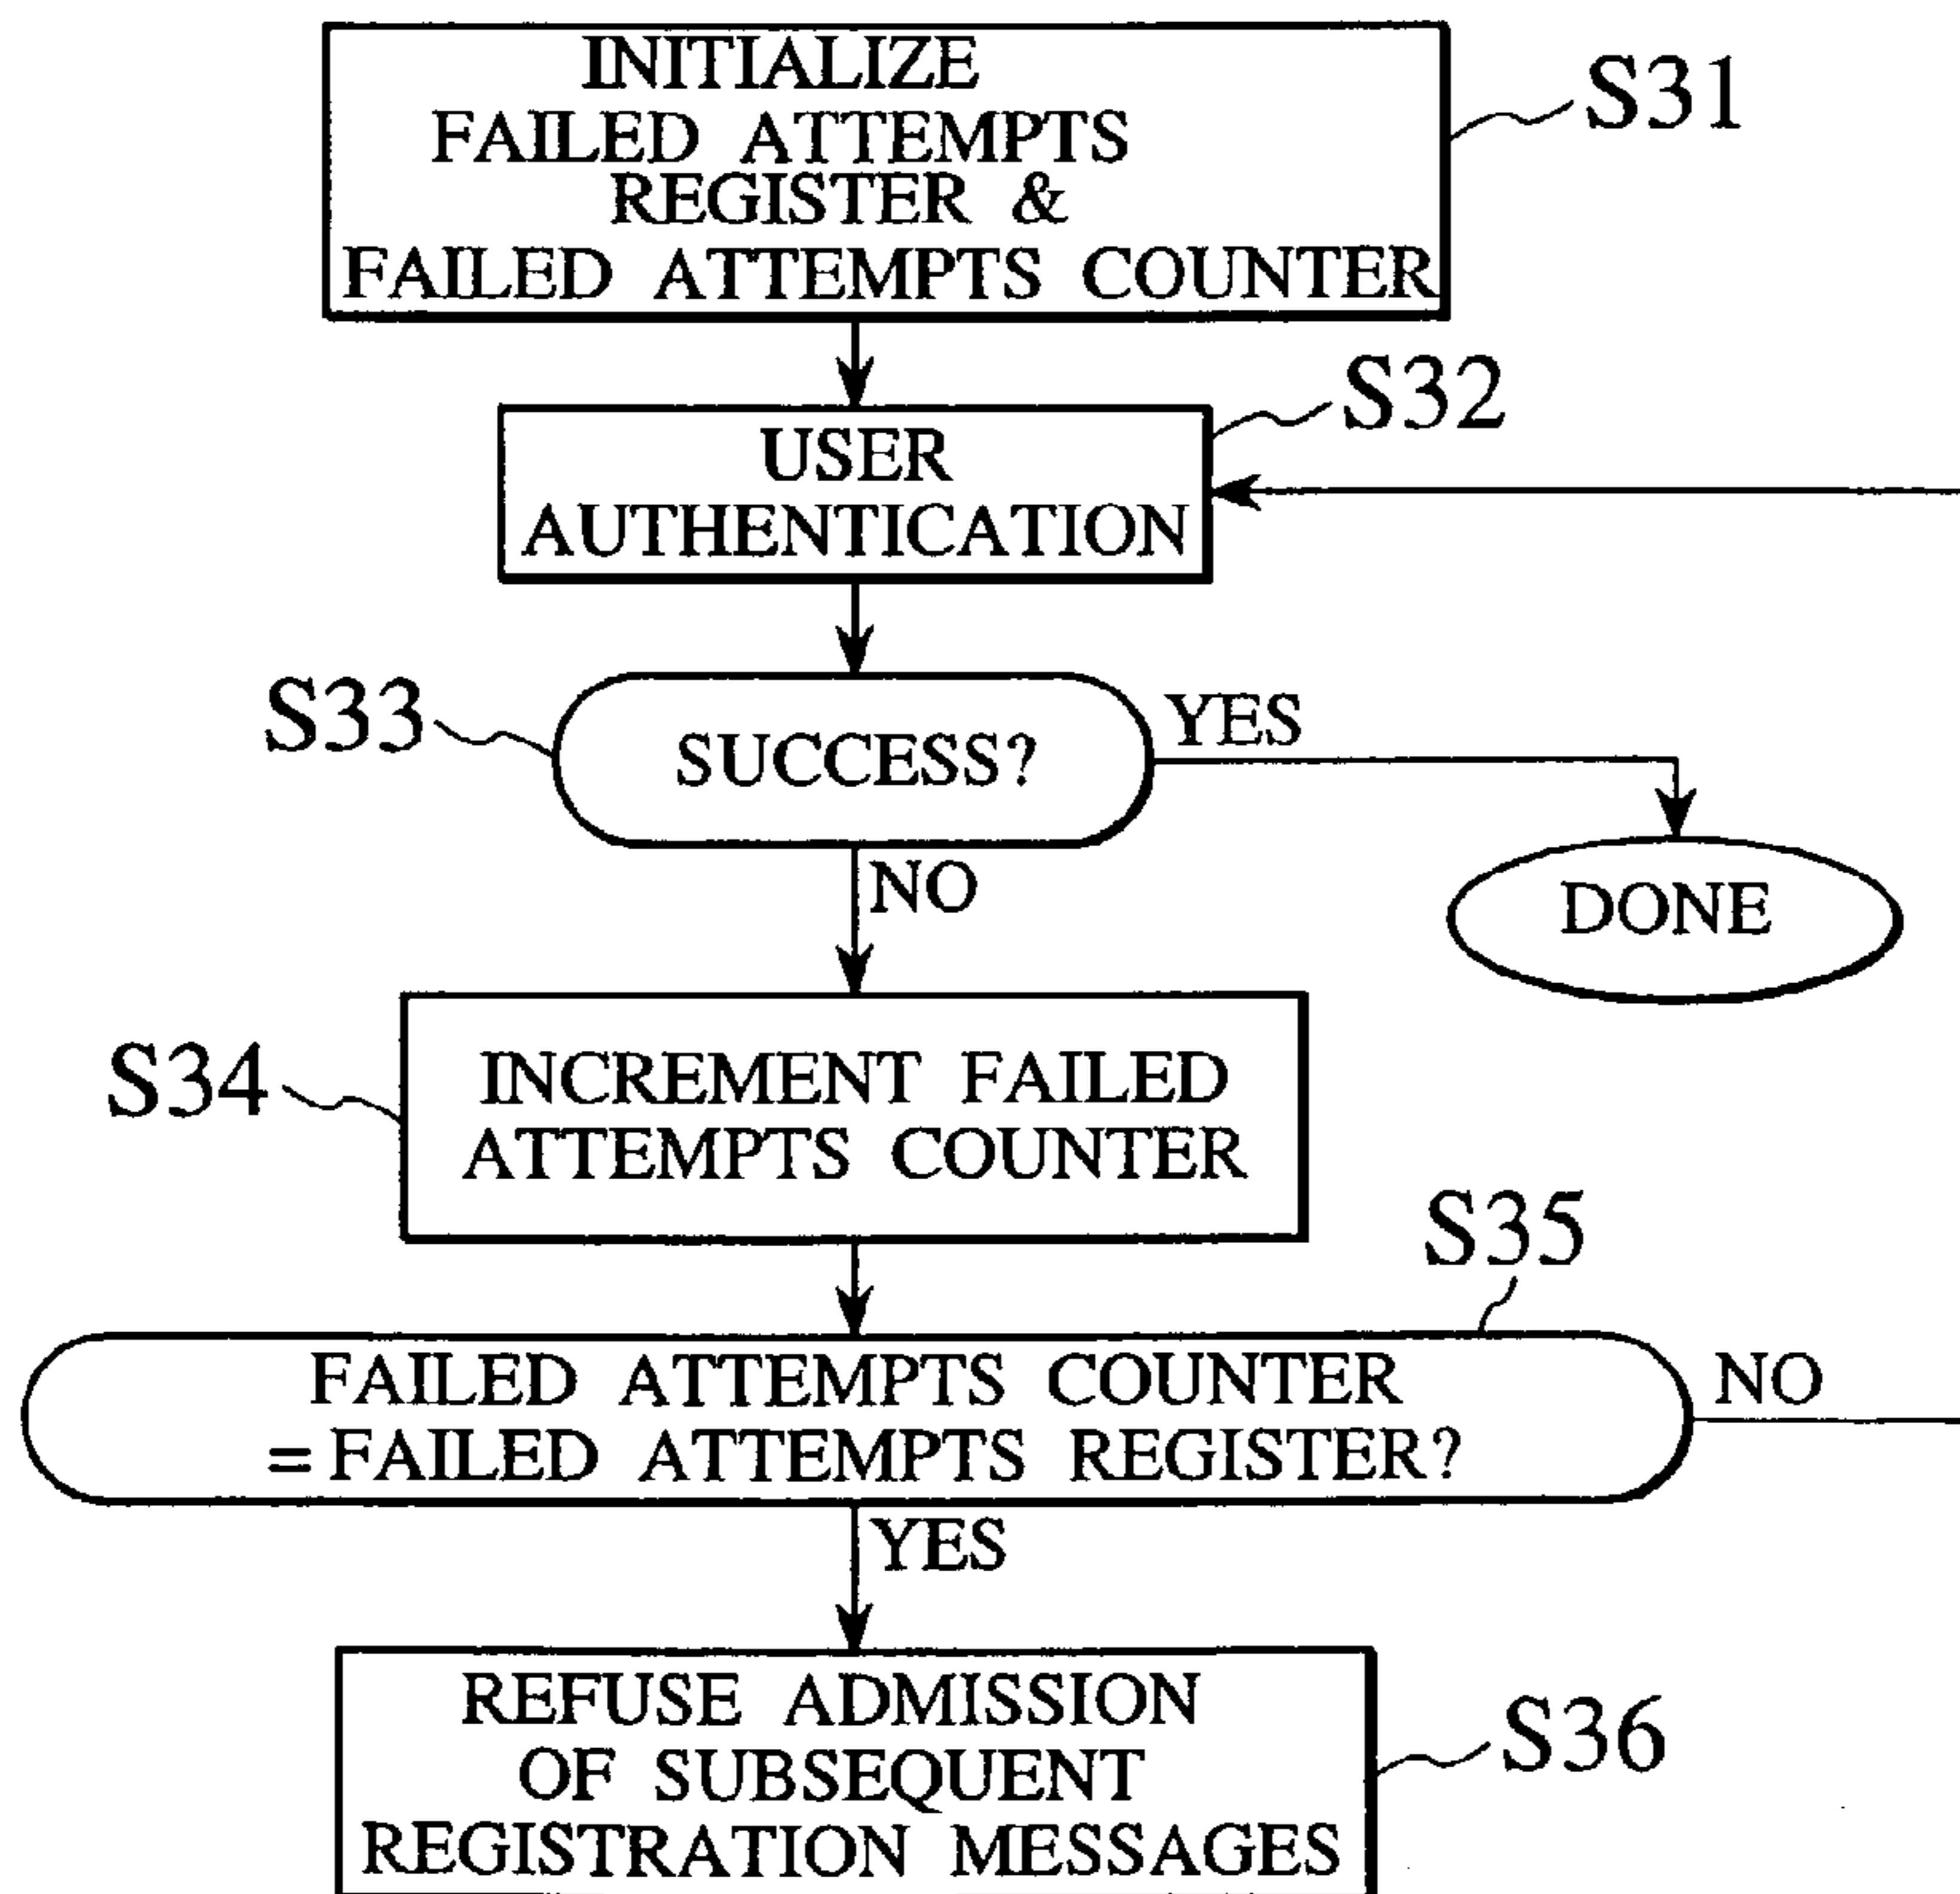 INITIALIZE
FAILED ATTEMPTS
REGISTER &
FAILED ATTEMPTS COUNTER
S31
S32
USER
AUTHENTICATION
S33
SUCCESS?
YES
NO
DONE
S34
INCREMENT FAILED
ATTEMPTS COUNTER
S35
FAILED ATTEMPTS COUNTER
= FAILED ATTEMPTS REGISTER?
NO
YES
REFUSE ADMISSION
OF SUBSEQUENT
REGISTRATION MESSAGES
S36